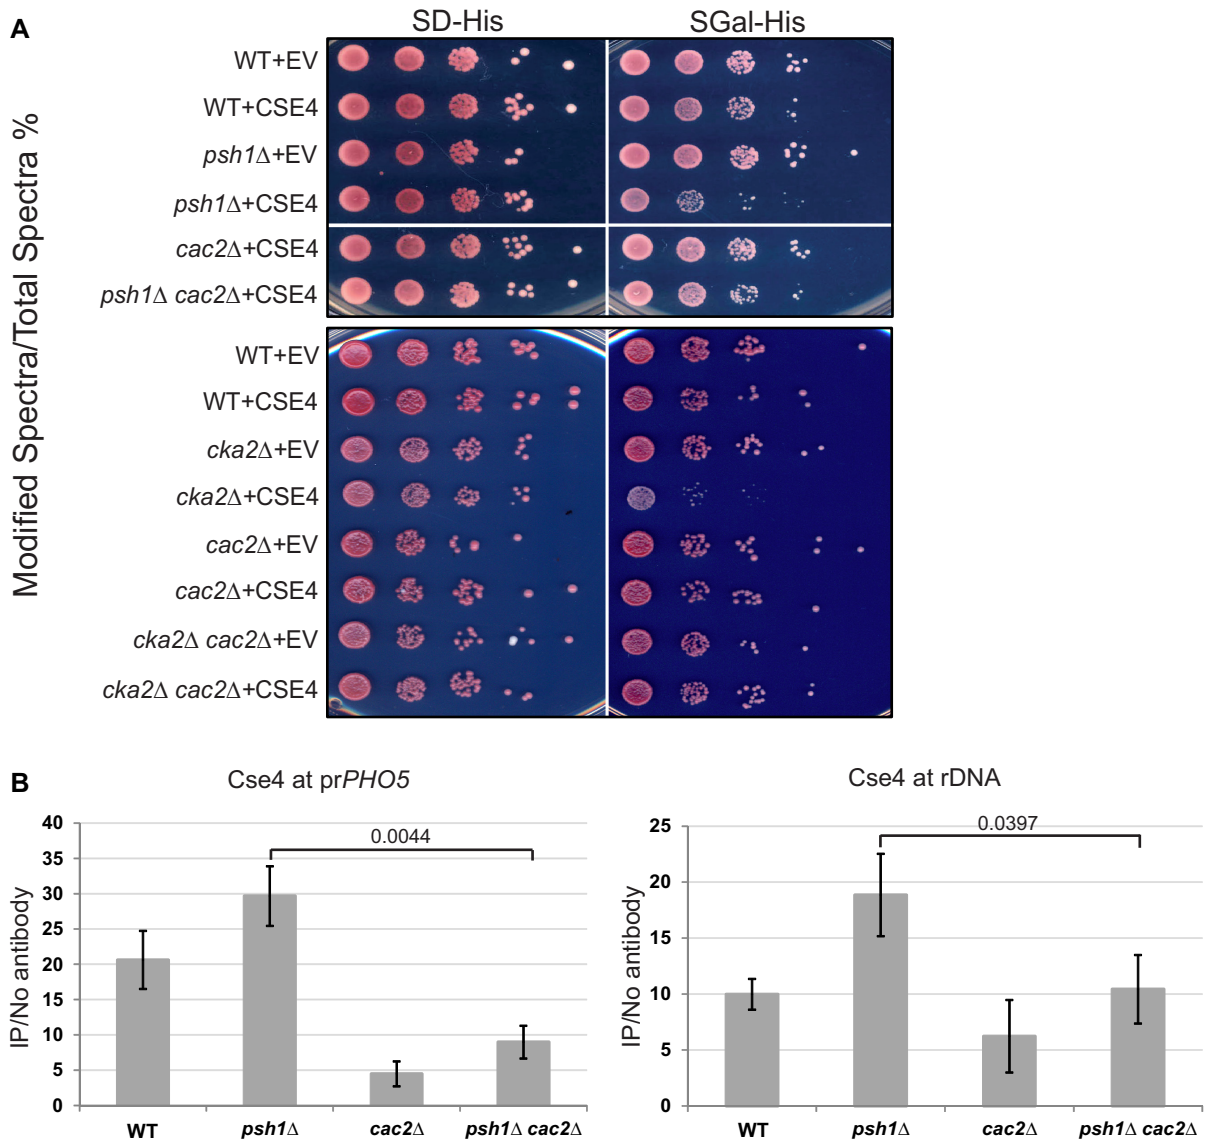 A
SD-His SGal-His
Modified Spectra/Total Spectra %
WT+EV
WT+CSE4
psh1Δ+EV
psh1Δ+CSE4
cac2Δ+CSE4
psh1Δ cac2Δ+CSE4
WT+EV
WT+CSE4
cka2Δ+EV
cka2Δ+CSE4
cac2Δ+EV
cac2Δ+CSE4
cka2Δ cac2Δ+EV
cka2Δ cac2Δ+CSE4
B
Cse4 at prPHO5
IP/No antibody
40
35
30
25
20
15
10
5
0
0.0044
WT psh1Δ cac2Δ psh1Δ cac2Δ
Cse4 at rDNA
IP/No antibody
25
20
15
10
5
0
0.0397
WT psh1Δ cac2Δ psh1Δ cac2Δ